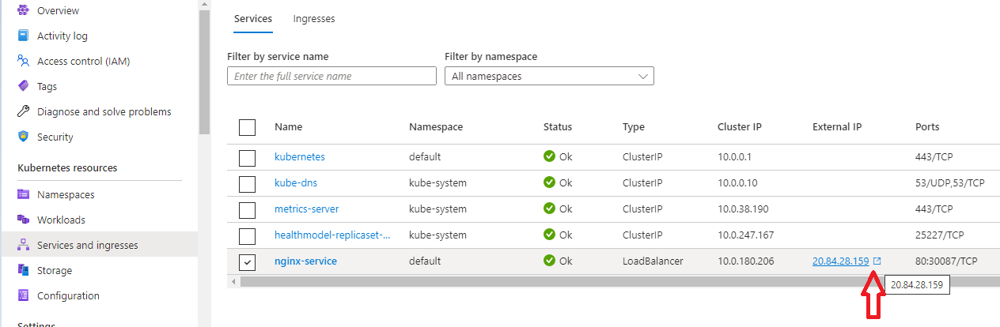 Overview
Activity log
Access control (IAM)
Tags
Diagnose and solve problems
Security
Kubernetes resources
Namespaces
Workloads
Services and ingresses
Storage
Configuration
Settings
Services Ingresses
Filter by service name Filter by namespace
Enter the full service name All namespaces
Name Namespace Status Type Cluster IP External IP Ports
kubernetes default Ok ClusterIP 10.0.0.1 443/TCP
kube-dns kube-system Ok ClusterIP 10.0.0.10 53/UDP,53/TCP
metrics-server kube-system Ok ClusterIP 10.0.38.190 443/TCP
healthmodel-replicaset-... kube-system Ok ClusterIP 10.0.247.167 25227/TCP
nginx-service default Ok LoadBalancer 10.0.180.206 20.84.28.159 80:30087/TCP
20.84.28.159